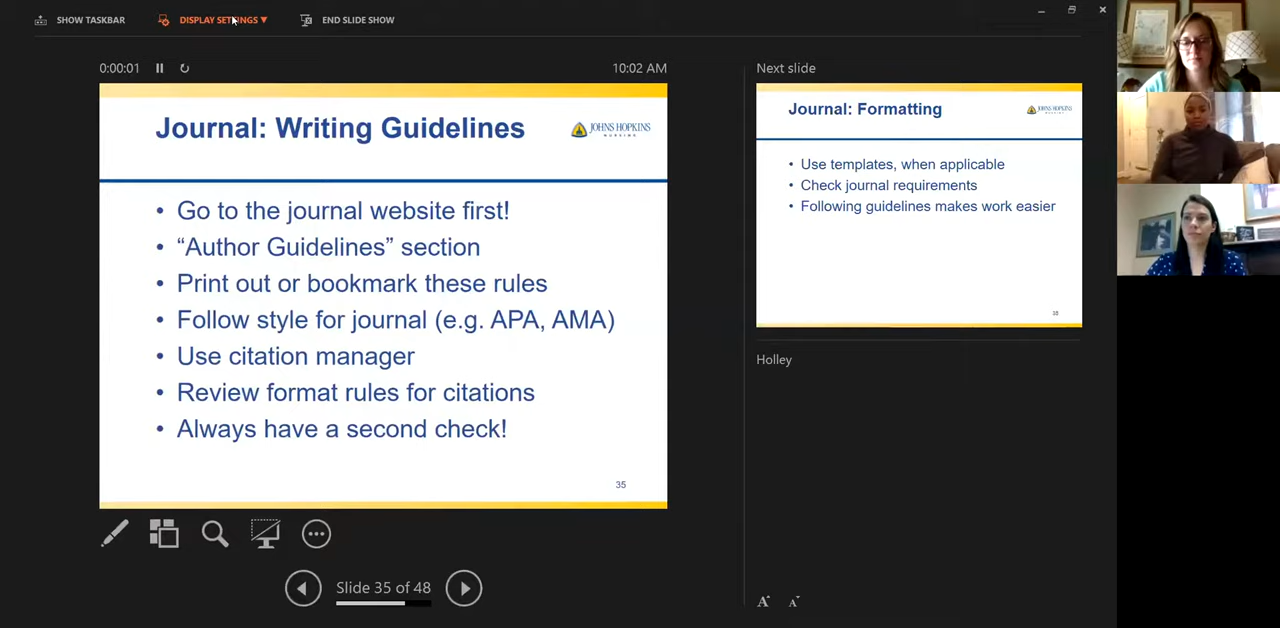 SHOW TASKBAR
DISPLAY SETTINGS ▼
END SLIDE SHOW
0:00:01
10:02 AM
Journal: Writing Guidelines
JOHNS HOPKINS
NURSING
• Go to the journal website first!
• “Author Guidelines” section
• Print out or bookmark these rules
• Follow style for journal (e.g. APA, AMA)
• Use citation manager
• Review format rules for citations
• Always have a second check!
35
Slide 35 of 48
Next slide
Journal: Formatting
JOHNS HOPKINS
• Use templates, when applicable
• Check journal requirements
• Following guidelines makes work easier
Holley
A A